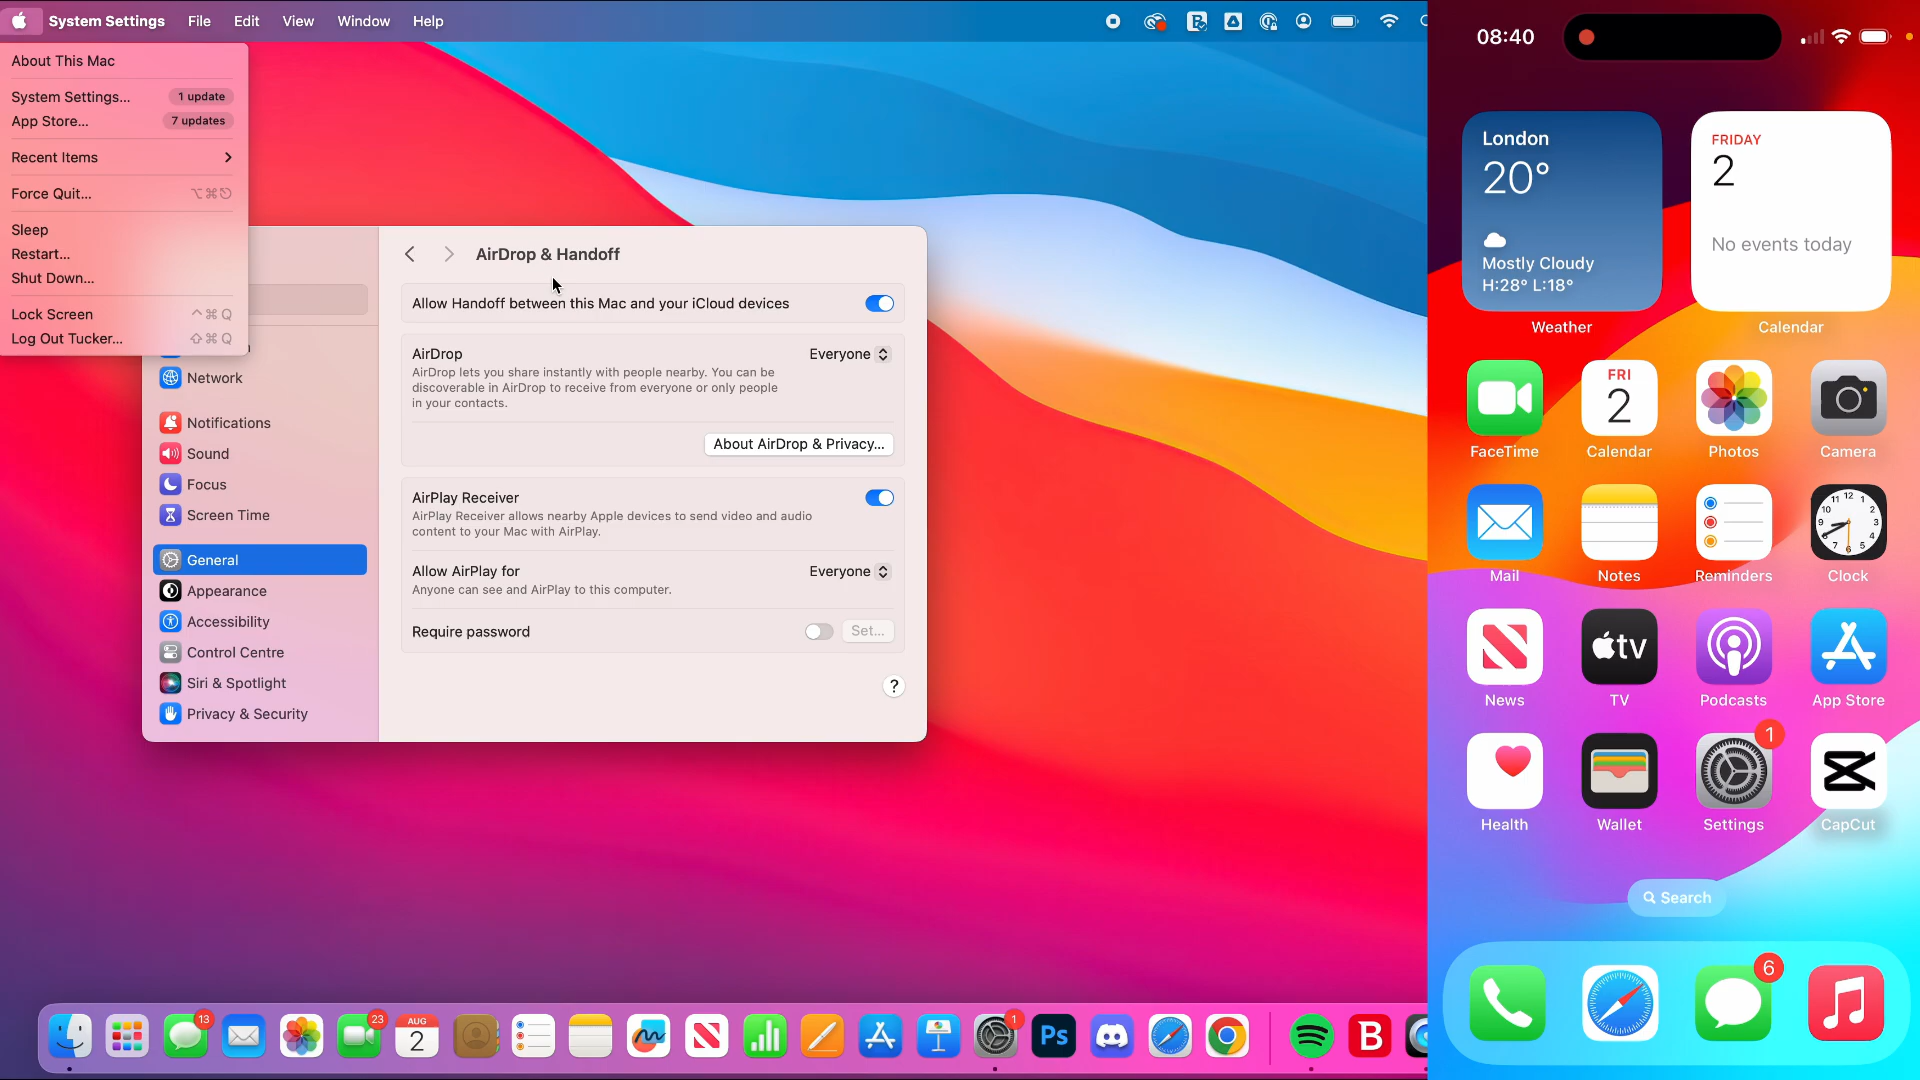 System Settings File Edit View Window Help
About This Mac
System Settings... 1 update
App Store... 7 updates
Recent Items
Force Quit... ⌥⌘⎋
Sleep
Restart...
Shut Down...
Lock Screen ^⌘Q
Log Out Tucker... ⇧⌘Q
Network
Notifications
Sound
Focus
Screen Time
General
Appearance
Accessibility
Control Centre
Siri & Spotlight
Privacy & Security
AirDrop & Handoff
Allow Handoff between this Mac and your iCloud devices
AirDrop Everyone
AirDrop lets you share instantly with people nearby. You can be
discoverable in AirDrop to receive from everyone or only people
in your contacts.
About AirDrop & Privacy...
AirPlay Receiver
AirPlay Receiver allows nearby Apple devices to send video and audio
content to your Mac with AirPlay.
Allow AirPlay for Everyone
Anyone can see and AirPlay to this computer.
Require password Set...
?
13
23
AUG
2
1
Ps
B
08:40
London
20°
Mostly Cloudy
H:28° L:18°
Weather
FRIDAY
2
No events today
Calendar
FRI
2
FaceTime Calendar Photos Camera
Mail Notes Reminders Clock
tv
News TV Podcasts App Store
1
Health Wallet Settings CapCut
Search
6